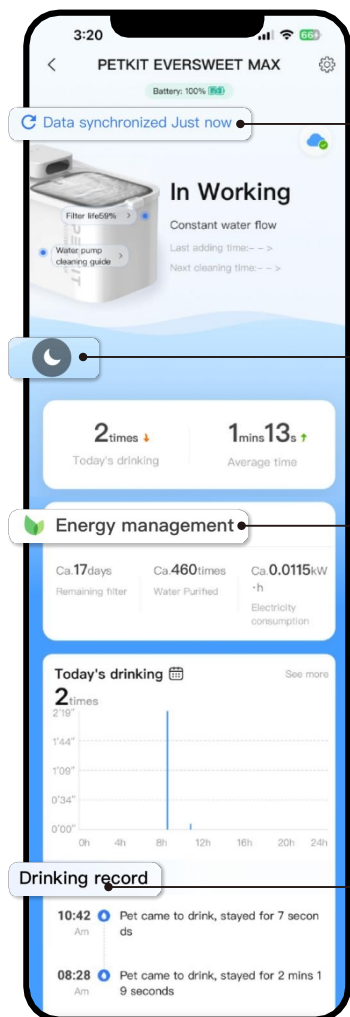 3:20
66
PETKIT EVERSWEET MAX
Battery: 100%
Data synchronized Just now
In Working
Filter life59% >
Constant water flow
Water pump
cleaning guide >
Last adding time:– – >
Next cleaning time:– – >
PETKIT
2times ↓
1mins13s ↑
Today's drinking
Average time
Energy management
Ca.17days
Ca.460times
Ca.0.0115kW
·h
Remaining filter
Water Purified
Electricity
consumption
Today's drinking
See more
2times
2'19"
1'44"
1'09"
0'34"
0'00"
0h 4h 8h 12h 16h 20h 24h
Drinking record
10:42 Pet came to drink, stayed for 7 secon
Am ds
08:28 Pet came to drink, stayed for 2 mins 1
Am 9 seconds